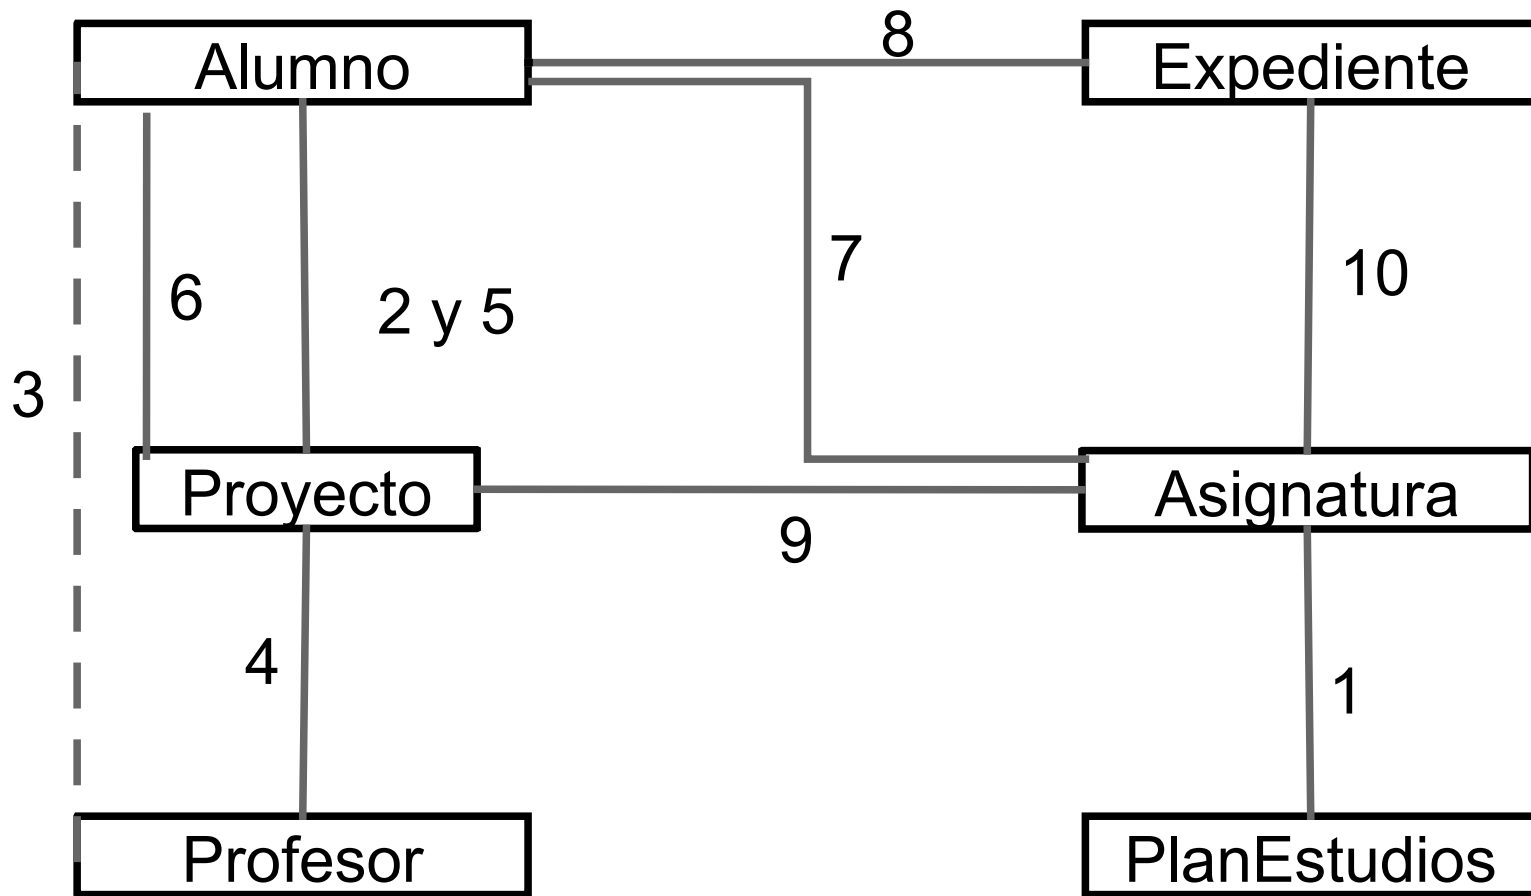 Alumno
8
Expediente
7
10
6
2 y 5
3
Proyecto
Asignatura
9
4
1
Profesor
PlanEstudios